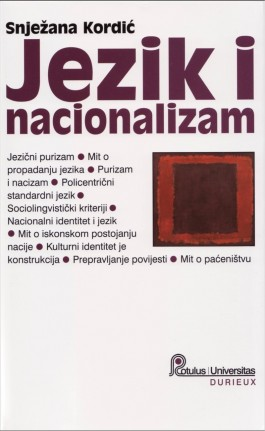 Snježana Kordić
Jezik i
nacionalizam
Jezični purizam ● Mit o
propadanju jezika ● Purizam
i nacizam ● Policentrični
standardni jezik ●
Sociolingvistički kriteriji ●
Nacionalni identitet i jezik
● Mit o iskonskom postojanju
nacije ● Kulturni identitet je
konstrukcija ● Prepravljanje povijesti ● Mit o paćeništvu
Rotulus | Universitas
DURIEUX